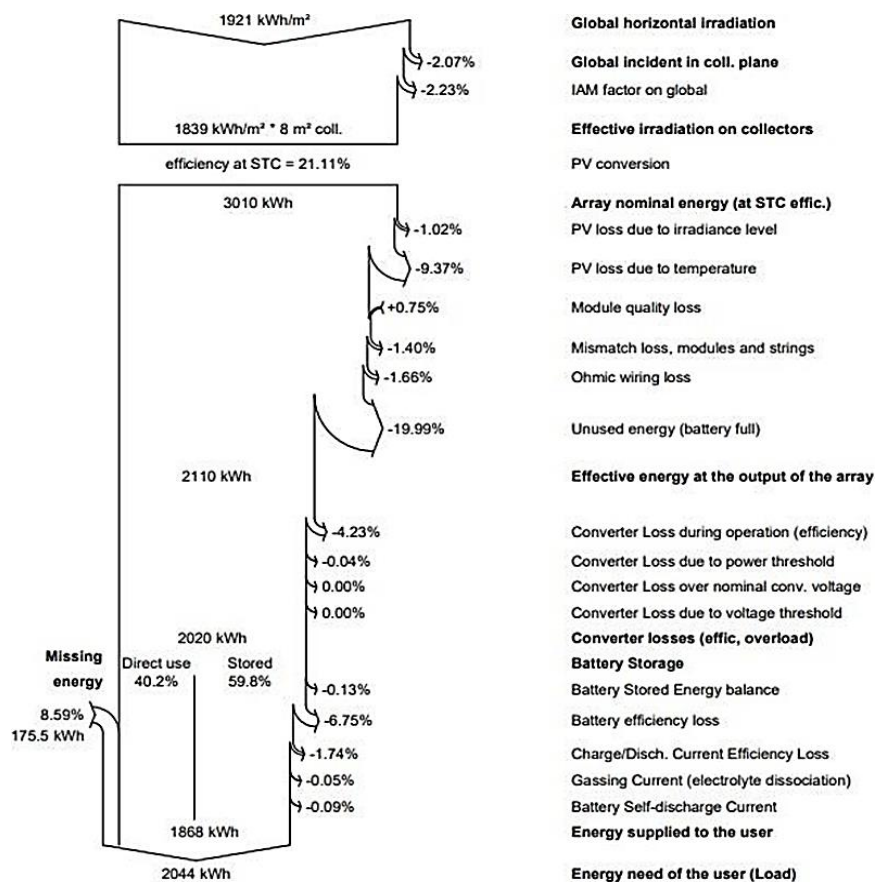 1921 kWh/m² Global horizontal irradiation
-2.07% Global incident in coll. plane
-2.23% IAM factor on global
1839 kWh/m² * 8 m² coll. Effective irradiation on collectors
efficiency at STC = 21.11% PV conversion
3010 kWh Array nominal energy (at STC effic.)
-1.02% PV loss due to irradiance level
-9.37% PV loss due to temperature
+0.75% Module quality loss
-1.40% Mismatch loss, modules and strings
-1.66% Ohmic wiring loss
-19.99% Unused energy (battery full)
2110 kWh Effective energy at the output of the array
-4.23% Converter Loss during operation (efficiency)
-0.04% Converter Loss due to power threshold
0.00% Converter Loss over nominal conv. voltage
0.00% Converter Loss due to voltage threshold
2020 kWh Converter losses (effic, overload)
Missing Direct use Stored Battery Storage
energy 40.2% 59.8% -0.13% Battery Stored Energy balance
8.59% -6.75% Battery efficiency loss
175.5 kWh
-1.74% Charge/Disch. Current Efficiency Loss
-0.05% Gassing Current (electrolyte dissociation)
-0.09% Battery Self-discharge Current
1868 kWh Energy supplied to the user
2044 kWh Energy need of the user (Load)